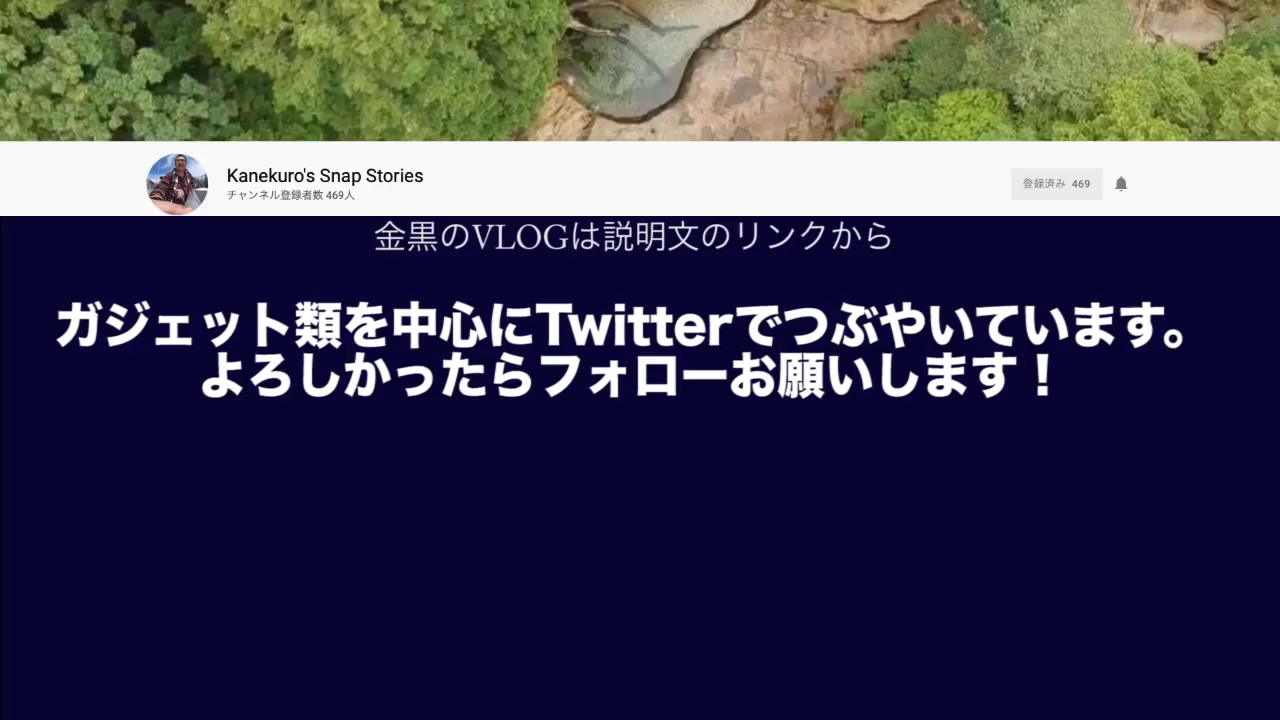 Kanekuro's Snap Stories
チャンネル登録者数 469人
登録済み 469
金黒のVLOGは説明文のリンクから
ガジェット類を中心にTwitterでつぶやいています。
よろしかったらフォローお願いします！